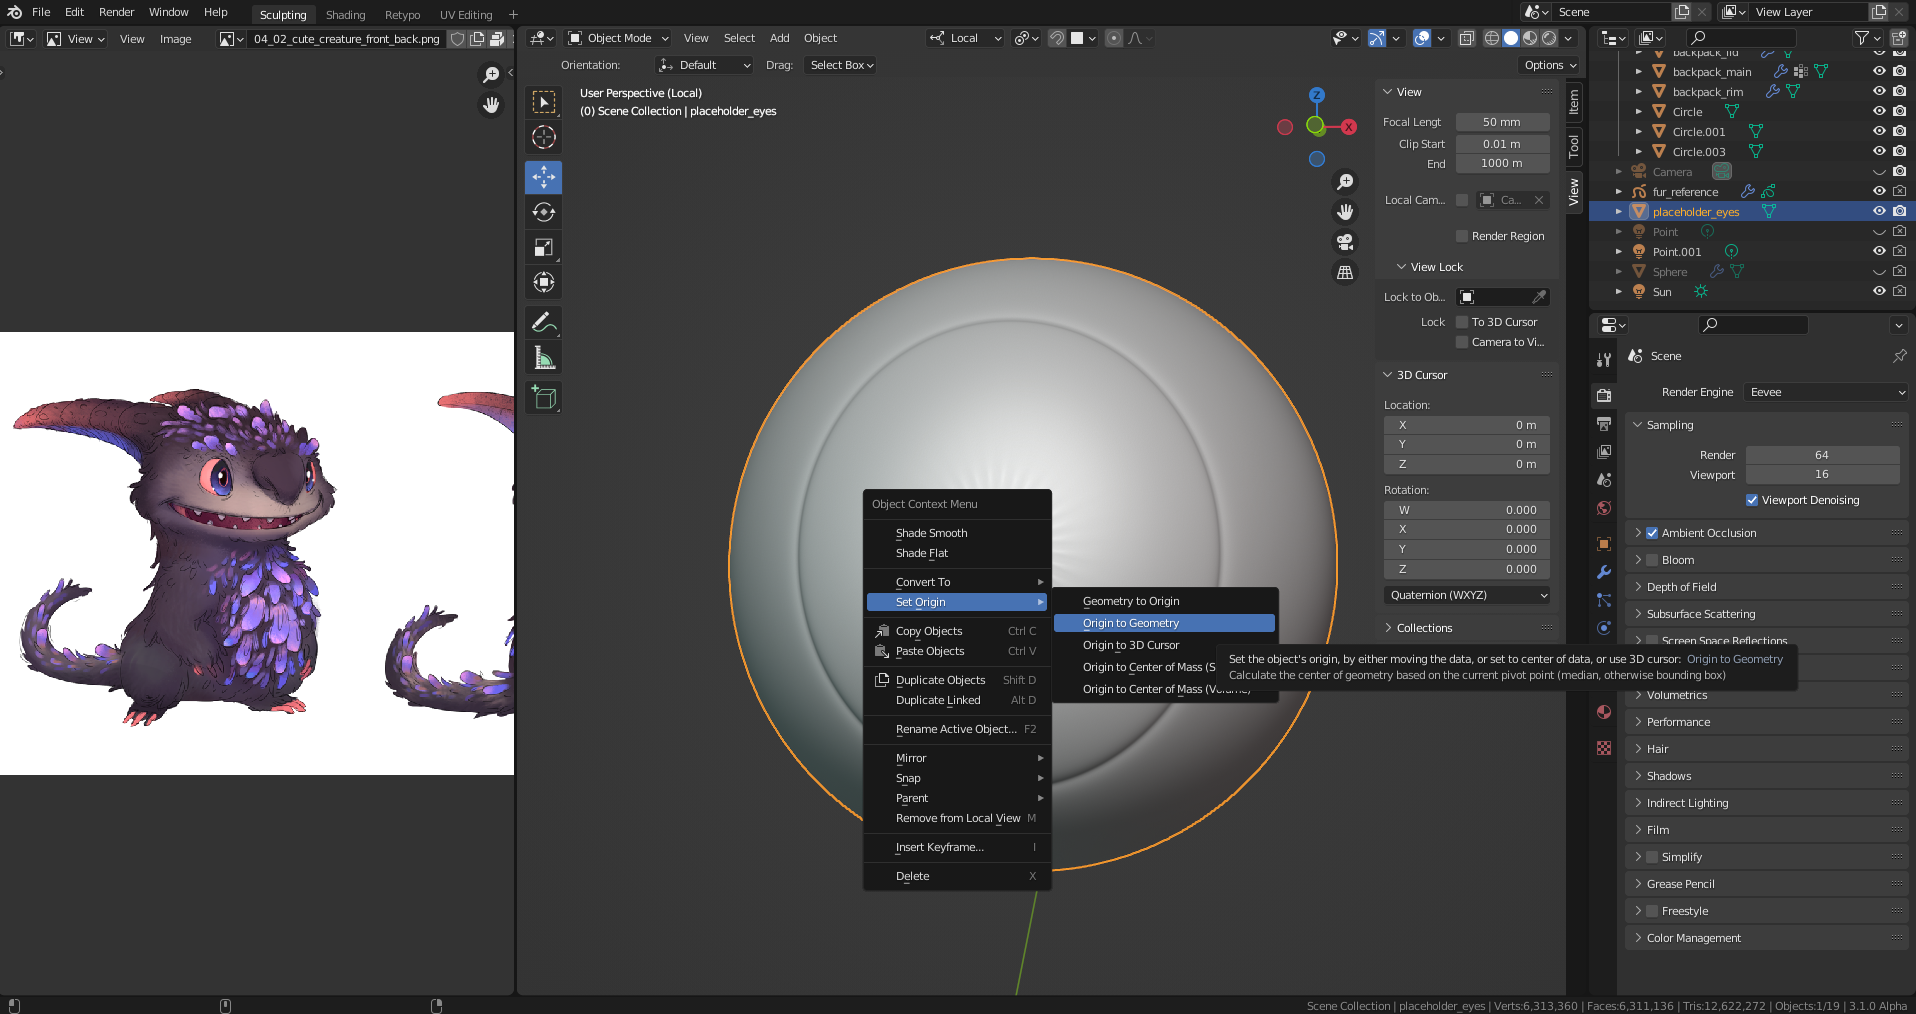 File Edit Render Window Help Sculpting Shading Retypo UV Editing +
Scene
View Layer
View View Image 04_02_cute_creature_front_back.png
Object Mode View Select Add Object Local
Orientation: Default Drag: Select Box Options
User Perspective (Local)
(0) Scene Collection | placeholder_eyes
Z
X
View
Focal Lengt 50 mm
Clip Start 0.01 m
End 1000 m
Local Cam... Ca...
Render Region
View Lock
Lock to Ob...
Lock To 3D Cursor
Camera to Vi...
3D Cursor
Location:
X 0 m
Y 0 m
Z 0 m
Rotation:
W 0.000
X 0.000
Y 0.000
Z 0.000
Quaternion (WXYZ)
Collections
Item
Tool
View
Object Context Menu
Shade Smooth
Shade Flat
Convert To
Set Origin
Copy Objects Ctrl C
Paste Objects Ctrl V
Duplicate Objects Shift D
Duplicate Linked Alt D
Rename Active Object... F2
Mirror
Snap
Parent
Remove from Local View M
Insert Keyframe... I
Delete X
Geometry to Origin
Origin to Geometry
Origin to 3D Cursor
Origin to Center of Mass (S
Origin to Center of Mass (Volume)
Set the object's origin, by either moving the data, or set to center of data, or use 3D cursor: Origin to Geometry
Calculate the center of geometry based on the current pivot point (median, otherwise bounding box)
backpack_lid
backpack_main
backpack_rim
Circle
Circle.001
Circle.003
Camera
fur_reference
placeholder_eyes
Point
Point.001
Sphere
Sun
Scene
Render Engine Eevee
Sampling
Render 64
Viewport 16
Viewport Denoising
Ambient Occlusion
Bloom
Depth of Field
Subsurface Scattering
Screen Space Reflections
Volumetrics
Performance
Hair
Shadows
Indirect Lighting
Film
Simplify
Grease Pencil
Freestyle
Color Management
Scene Collection | placeholder_eyes | Verts:6,313,360 | Faces:6,311,136 | Tris:12,622,272 | Objects:1/19 | 3.1.0 Alpha